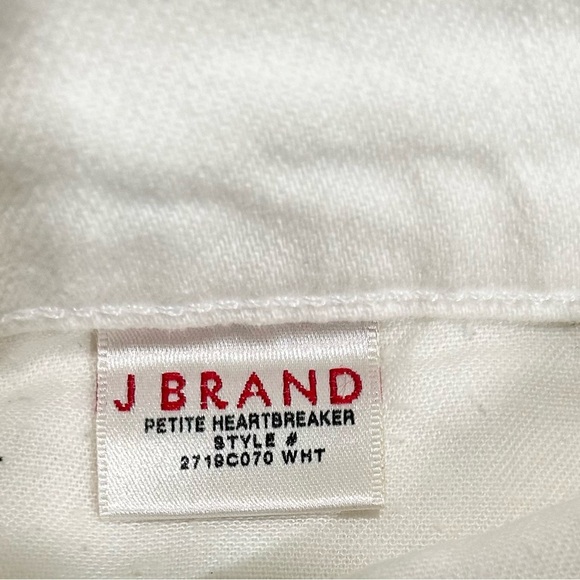 J BRAND
PETITE HEARTBREAKER
STYLE #
2719C070 WHT